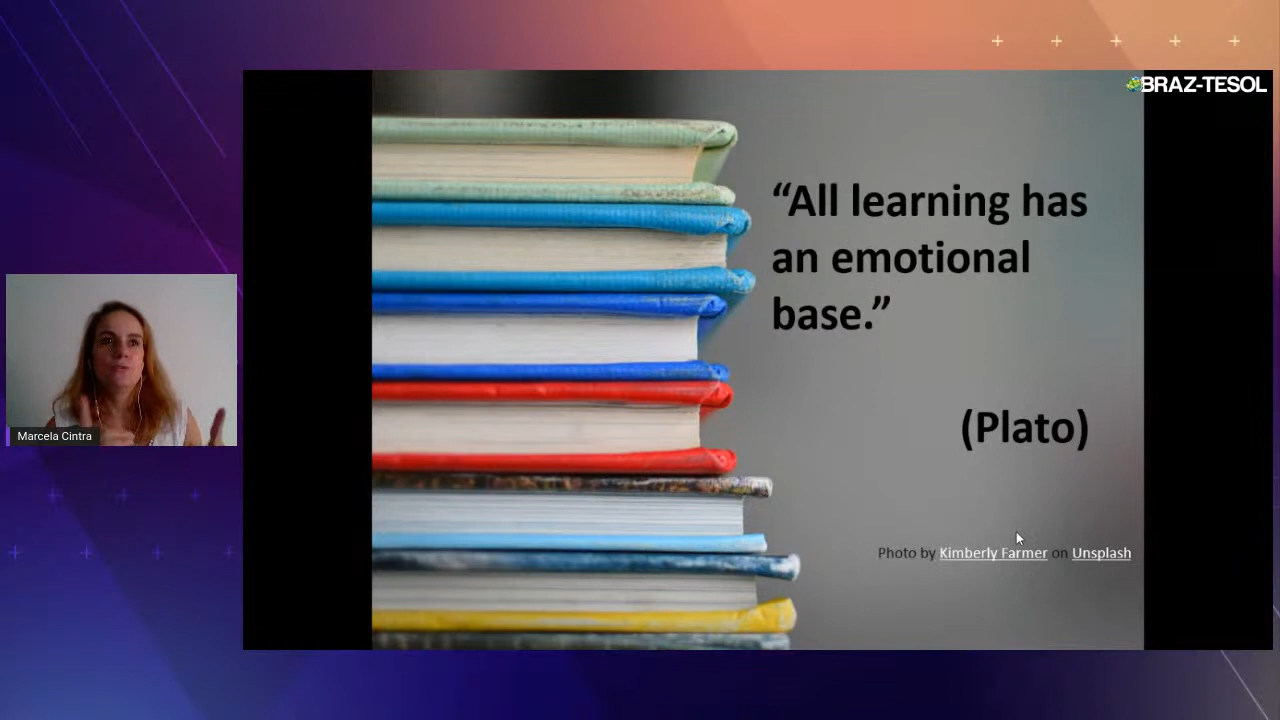 BRAZ-TESOL
“All learning has
an emotional
base.”
(Plato)
Marcela Cintra
Photo by Kimberly Farmer on Unsplash